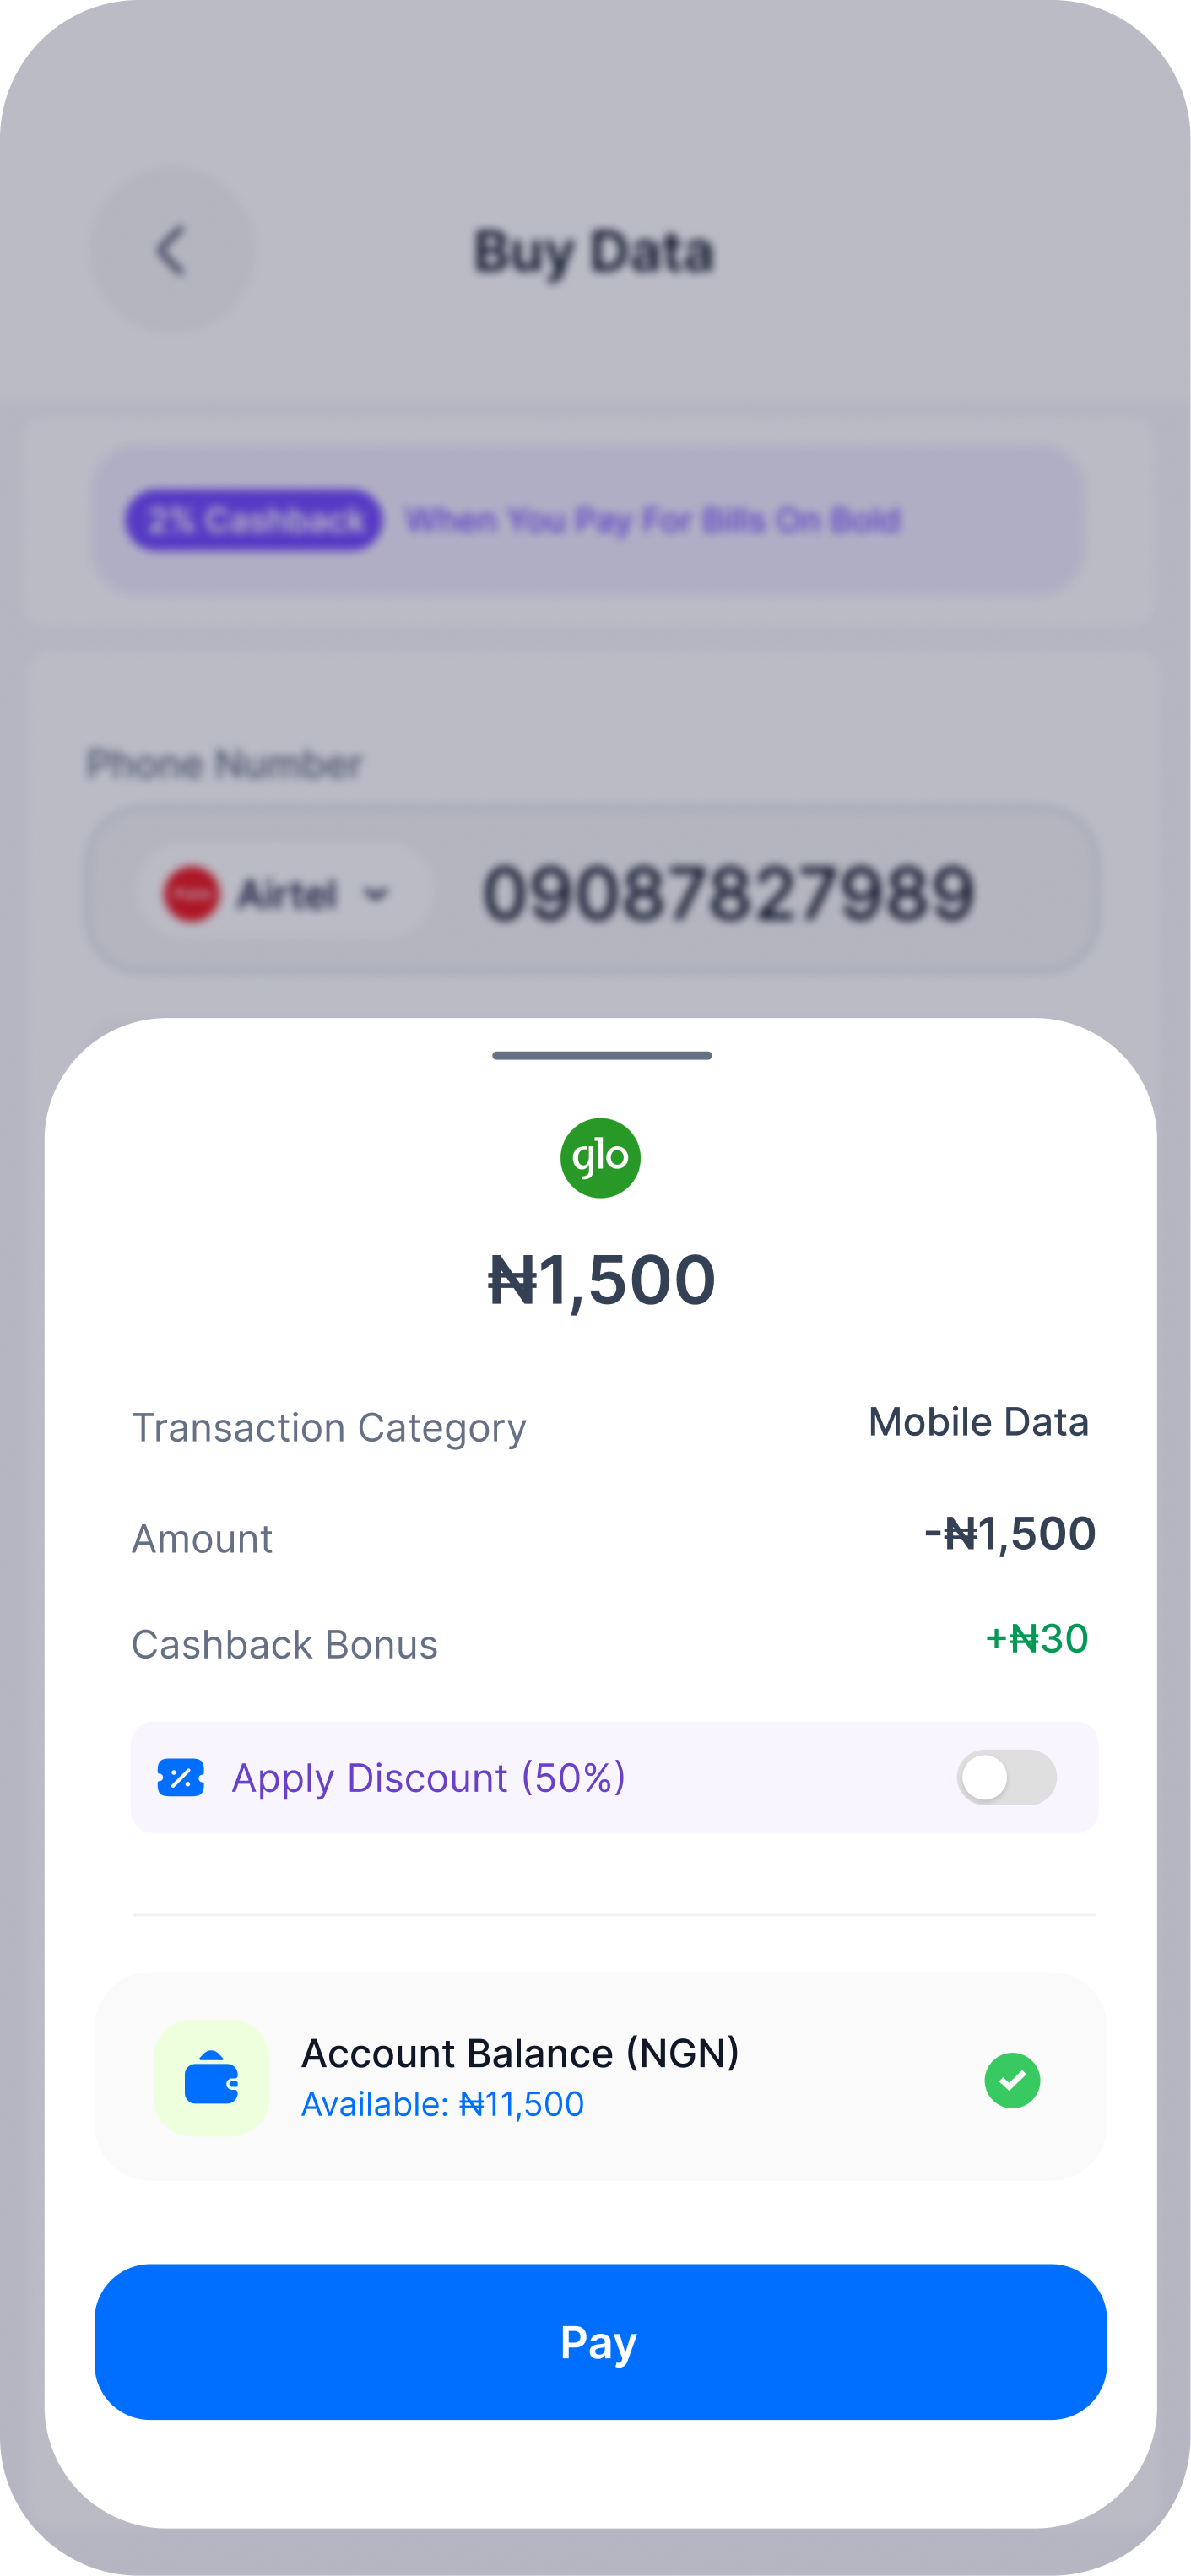 Buy Data
2% Cashback When You Pay For Bills On Bold
Phone Number
Airtel 09087827989
glo
₦1,500
Transaction Category Mobile Data
Amount -₦1,500
Cashback Bonus +₦30
Apply Discount (50%)
Account Balance (NGN)
Available: ₦11,500
Pay